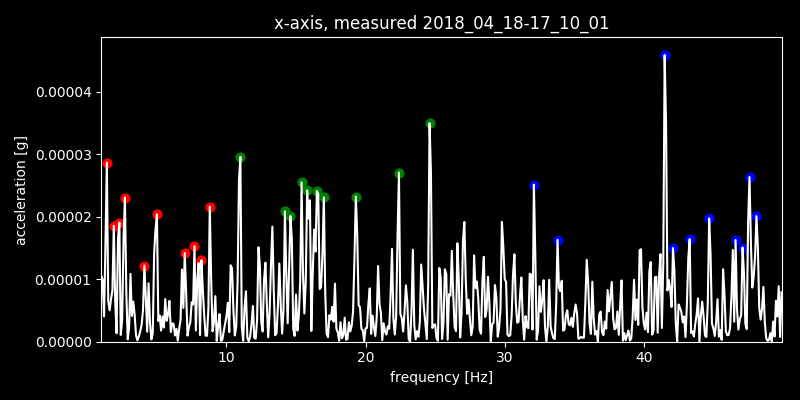 x-axis, measured 2018_04_18-17_10_01
0.00004
0.00003
0.00002
0.00001
0.00000
acceleration [g]
10 20 30 40
frequency [Hz]